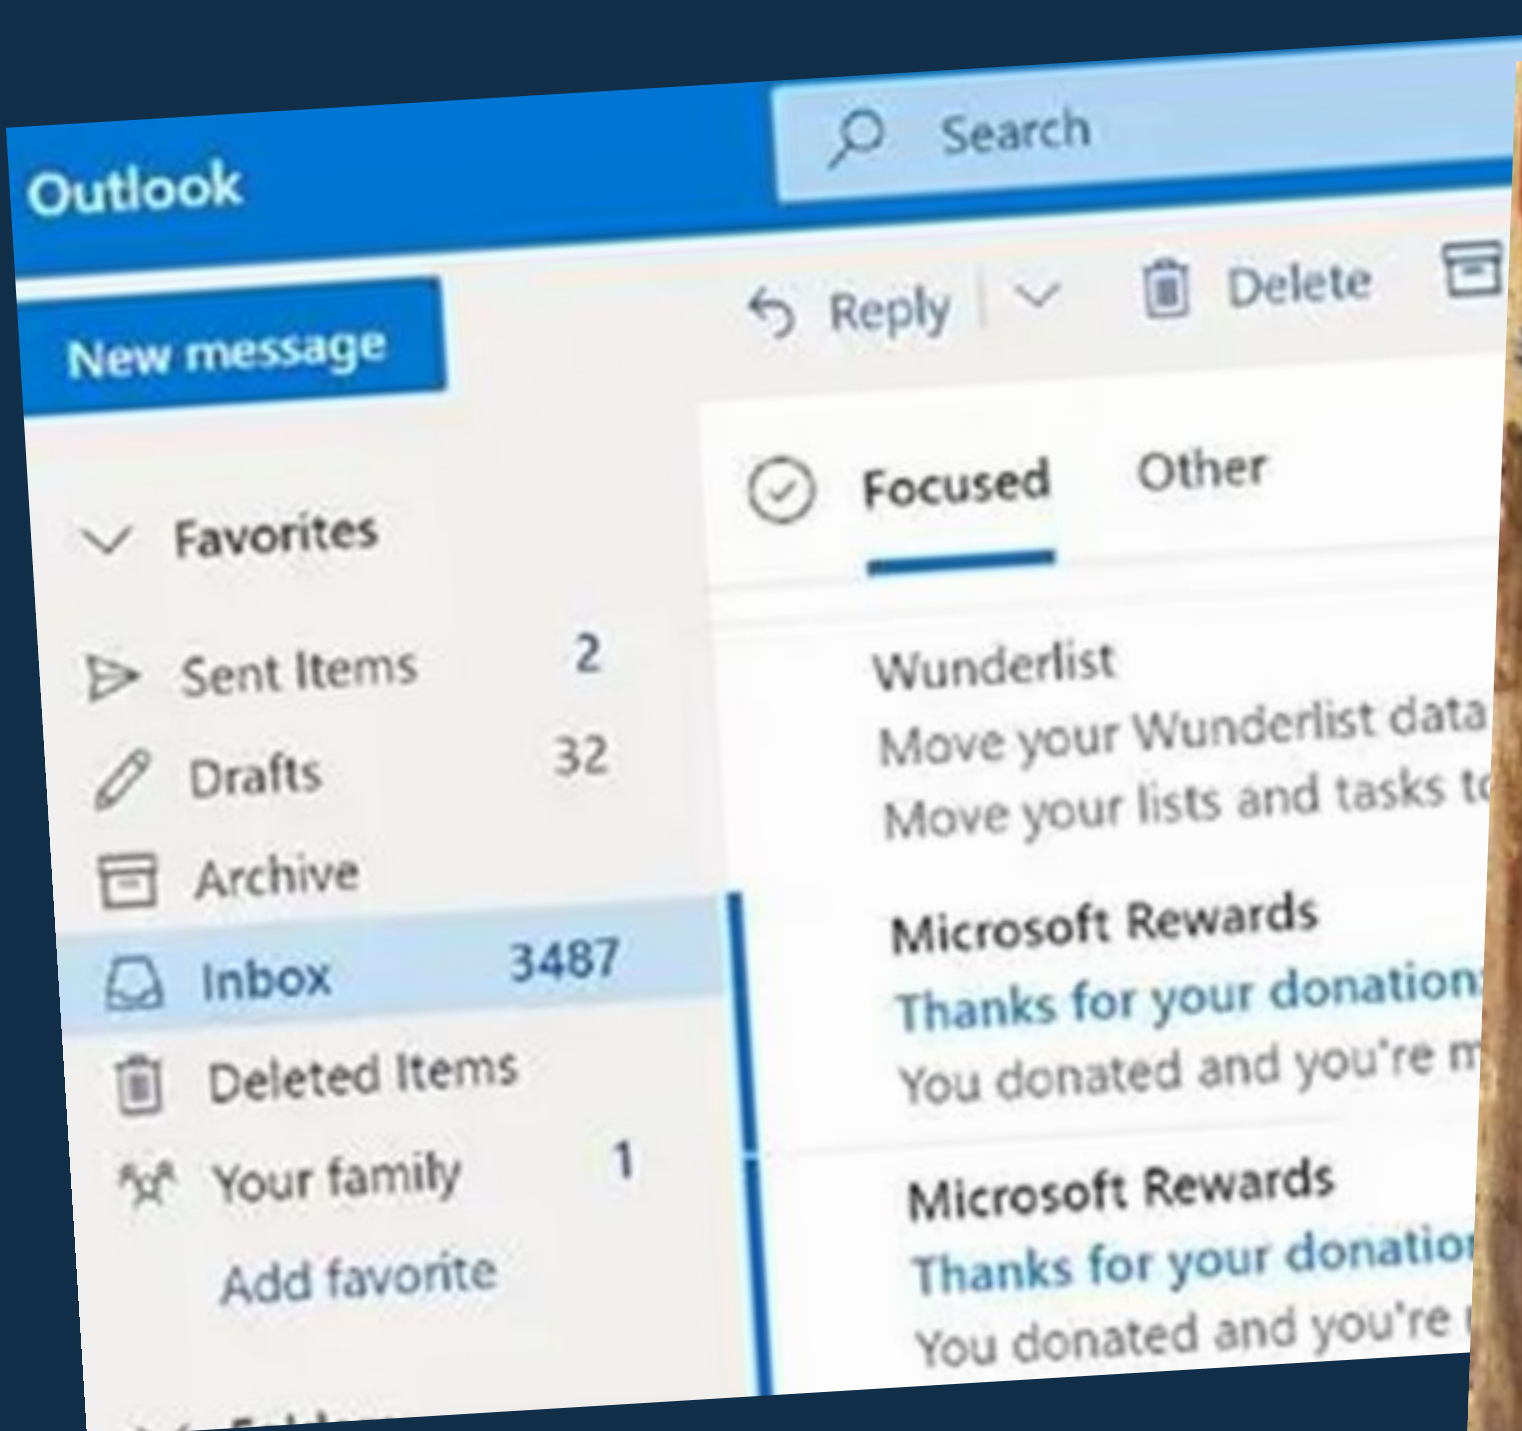 Outlook
Search
New message
Reply
Delete
Focused
Other
Favorites
Sent Items 2
Drafts 32
Archive
Inbox 3487
Deleted Items
Your family 1
Add favorite
Wunderlist
Move your Wunderlist data
Move your lists and tasks to
Microsoft Rewards
Thanks for your donation
You donated and you're
Microsoft Rewards
Thanks for your donation
You donated and you're